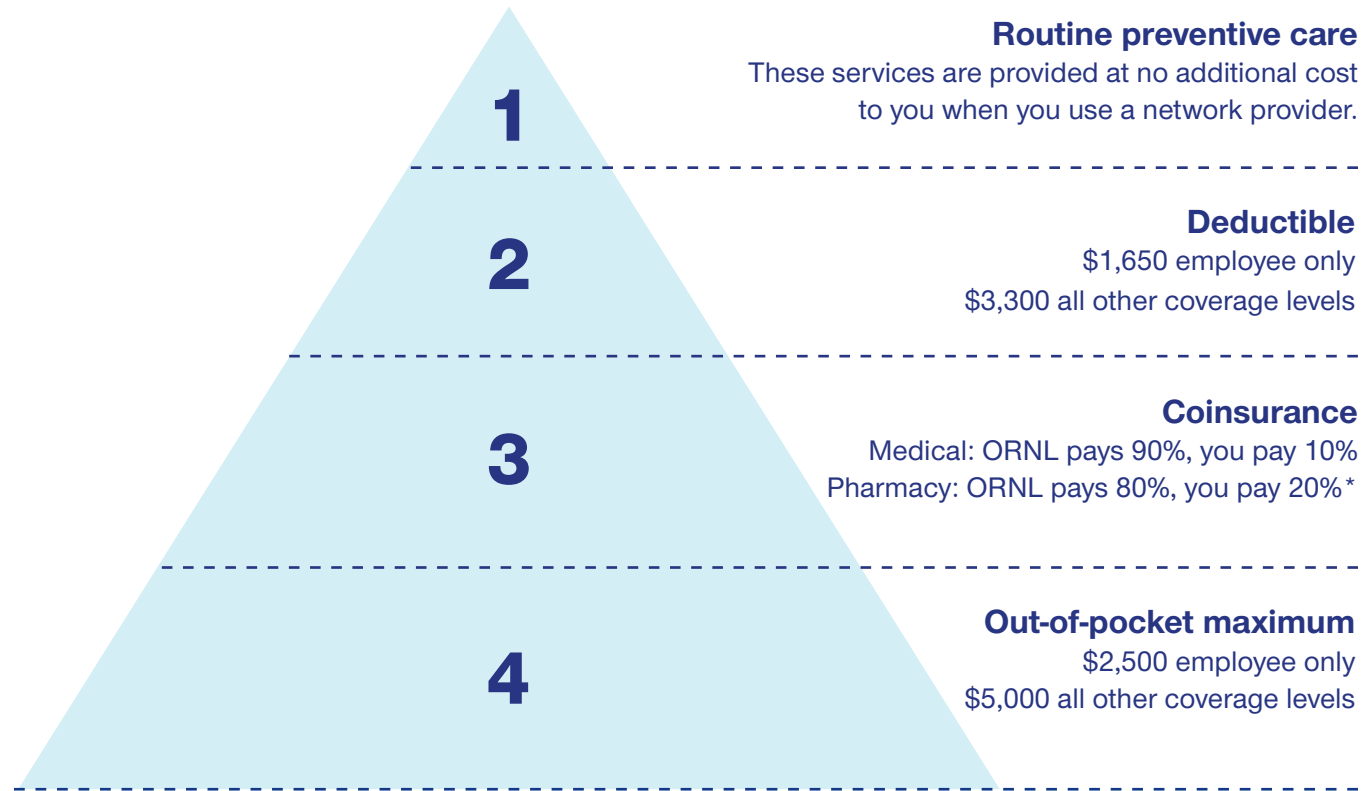 1
Routine preventive care
These services are provided at no additional cost
to you when you use a network provider.
2
Deductible
$1,650 employee only
$3,300 all other coverage levels
3
Coinsurance
Medical: ORNL pays 90%, you pay 10%
Pharmacy: ORNL pays 80%, you pay 20%*
4
Out-of-pocket maximum
$2,500 employee only
$5,000 all other coverage levels